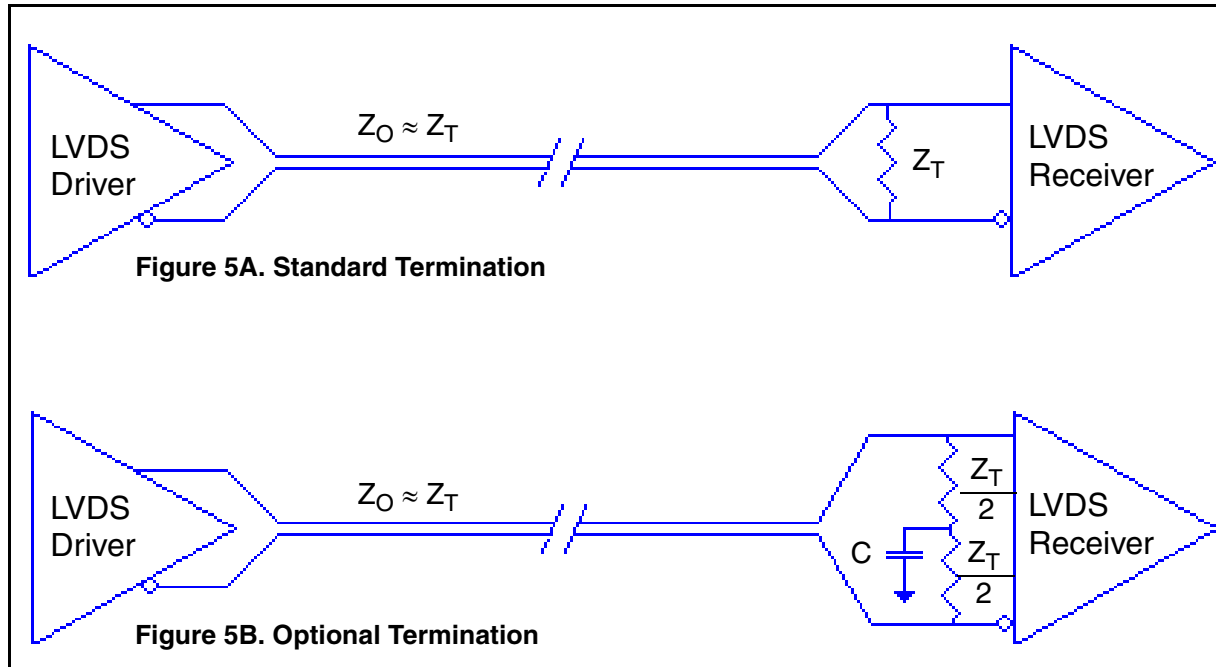 LVDS
Driver
Z_O ≈ Z_T
Z_T
LVDS
Receiver
Figure 5A. Standard Termination
LVDS
Driver
Z_O ≈ Z_T
C
Z_T
2
Z_T
2
LVDS
Receiver
Figure 5B. Optional Termination